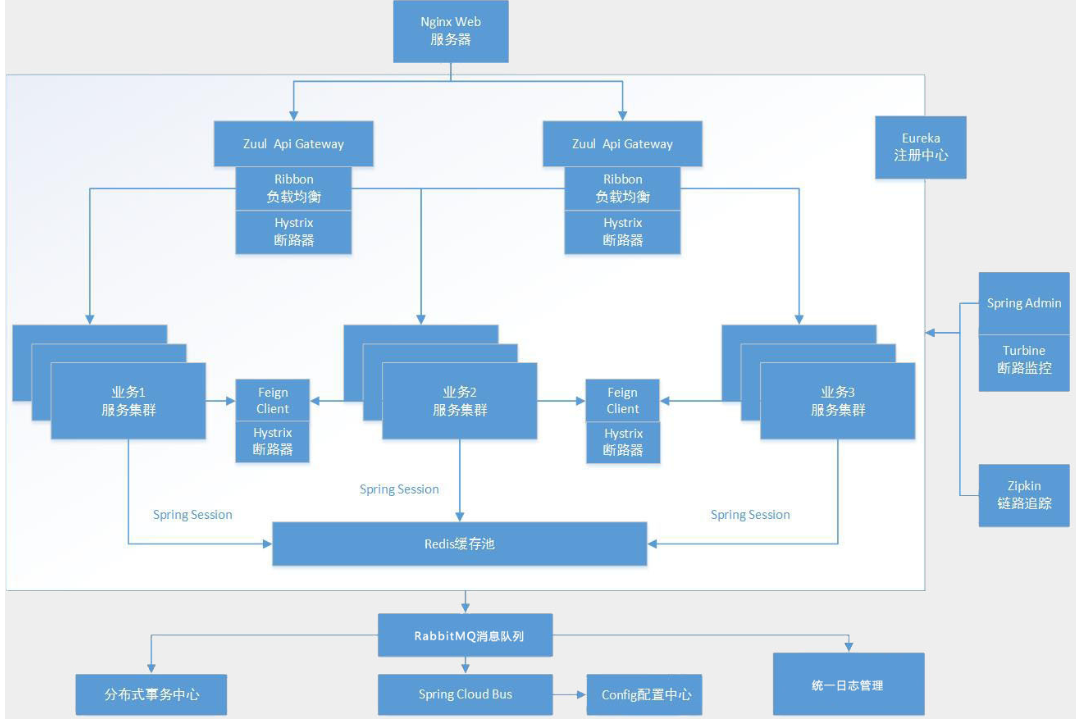 Nginx Web
服务器
Zuul Api Gateway
Zuul Api Gateway
Eureka
注册中心
Ribbon
负载均衡
Ribbon
负载均衡
Hystrix
断路器
Hystrix
断路器
Spring Admin
Turbine
断路监控
业务1
服务集群
Feign
Client
业务2
服务集群
Feign
Client
业务3
服务集群
Hystrix
断路器
Hystrix
断路器
Zipkin
链路追踪
Spring Session
Spring Session
Spring Session
Redis缓存池
RabbitMQ消息队列
分布式事务中心
Spring Cloud Bus
Config配置中心
统一日志管理